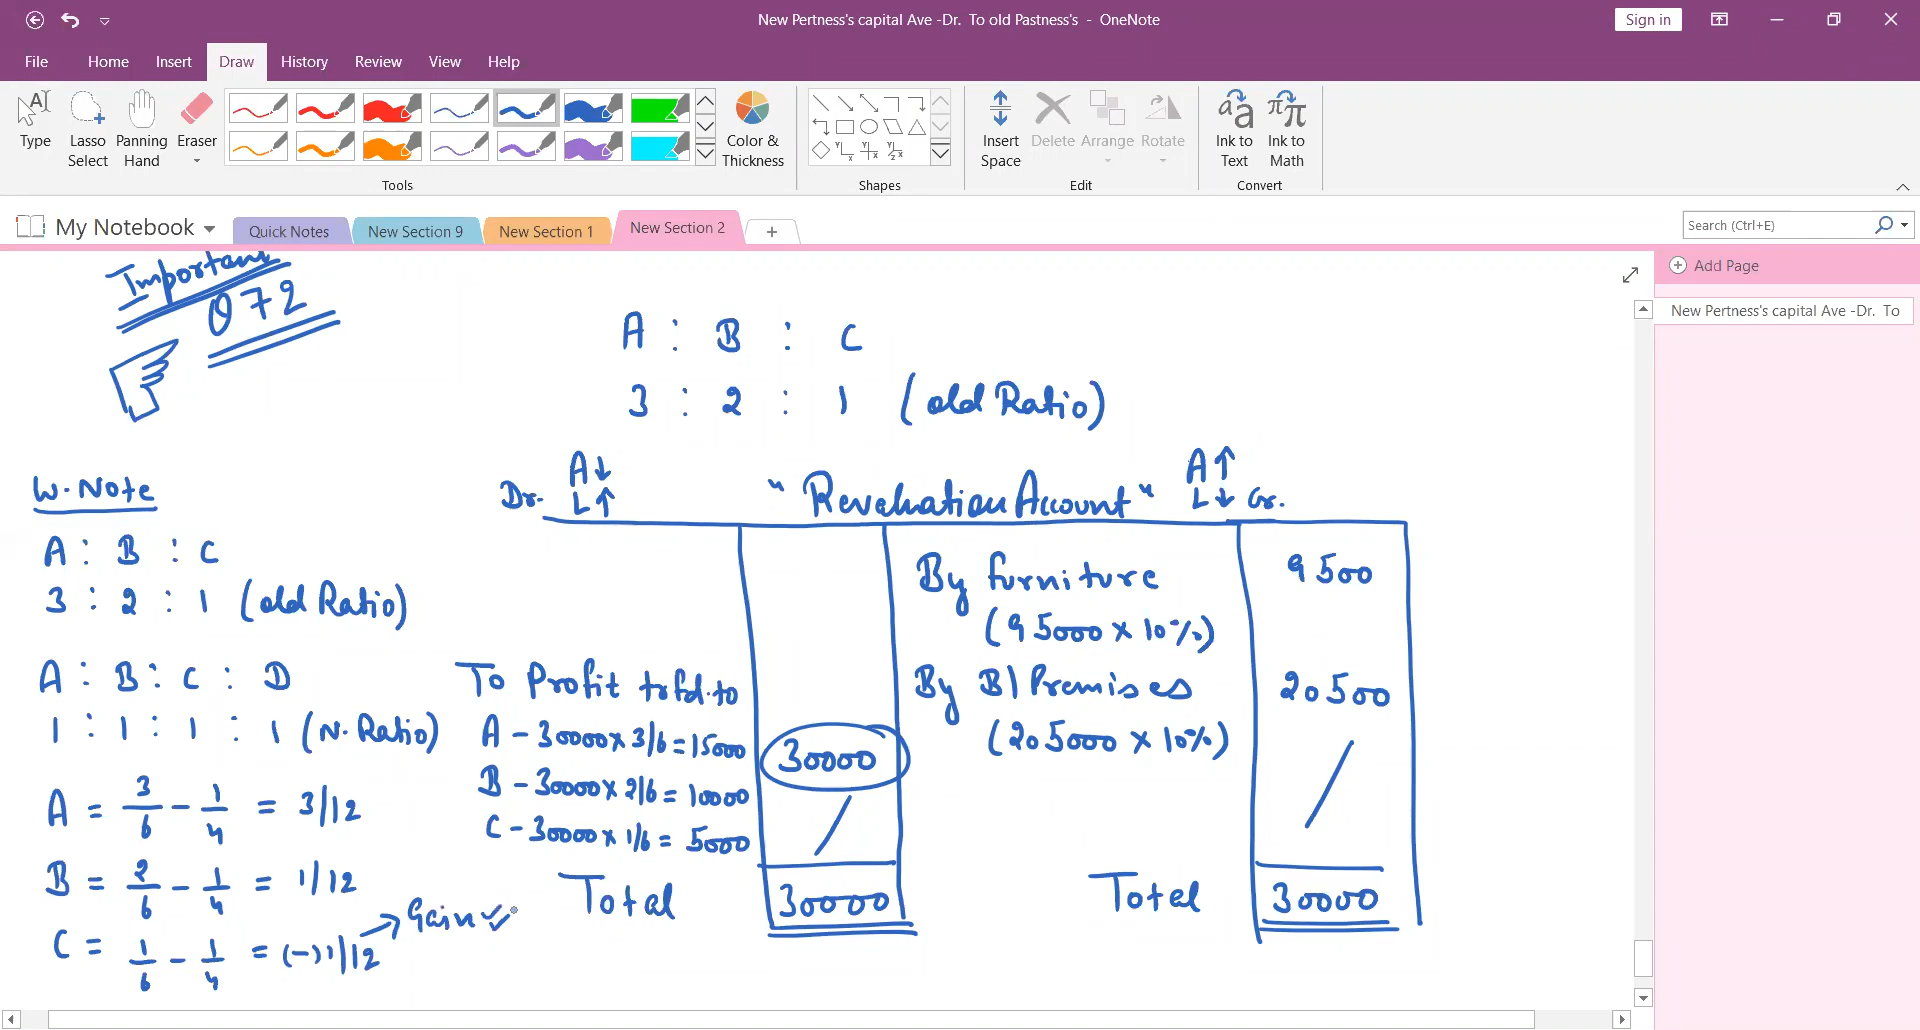 New Pertness's capital Ave -Dr. To old Pastness's - OneNote
Sign in
File Home Insert Draw History Review View Help
Type
Lasso Select
Panning Hand
Eraser
Color & Thickness
Insert Space
Delete
Arrange
Rotate
Ink to Text
Ink to Math
Tools
Shapes
Edit
Convert
My Notebook
Quick Notes
New Section 9
New Section 1
New Section 2
Search (Ctrl+E)
Add Page
New Pertness's capital Ave -Dr. To
Important
Q72
A : B : C
3 : 2 : 1 (old Ratio)
W. Note
A : B : C
3 : 2 : 1 (old Ratio)
A : B : C : D
1 : 1 : 1 : 1 (N. Ratio)
A = 3/6 - 1/4 = 3/12
B = 2/6 - 1/4 = 1/12
C = 1/6 - 1/4 = (-) 1/12 → Gain ✓
A↓
Dr. L↑
" Revaluation Account "
A↑
L↓ Cr.
By furniture 9500
(95000 × 10%)
To Profit trfd. to
By B/Premises 20500
(205000 × 10%)
A - 30000 × 3/6 = 15000
30000
B - 30000 × 2/6 = 10000
C - 30000 × 1/6 = 5000
Total 30000
Total 30000